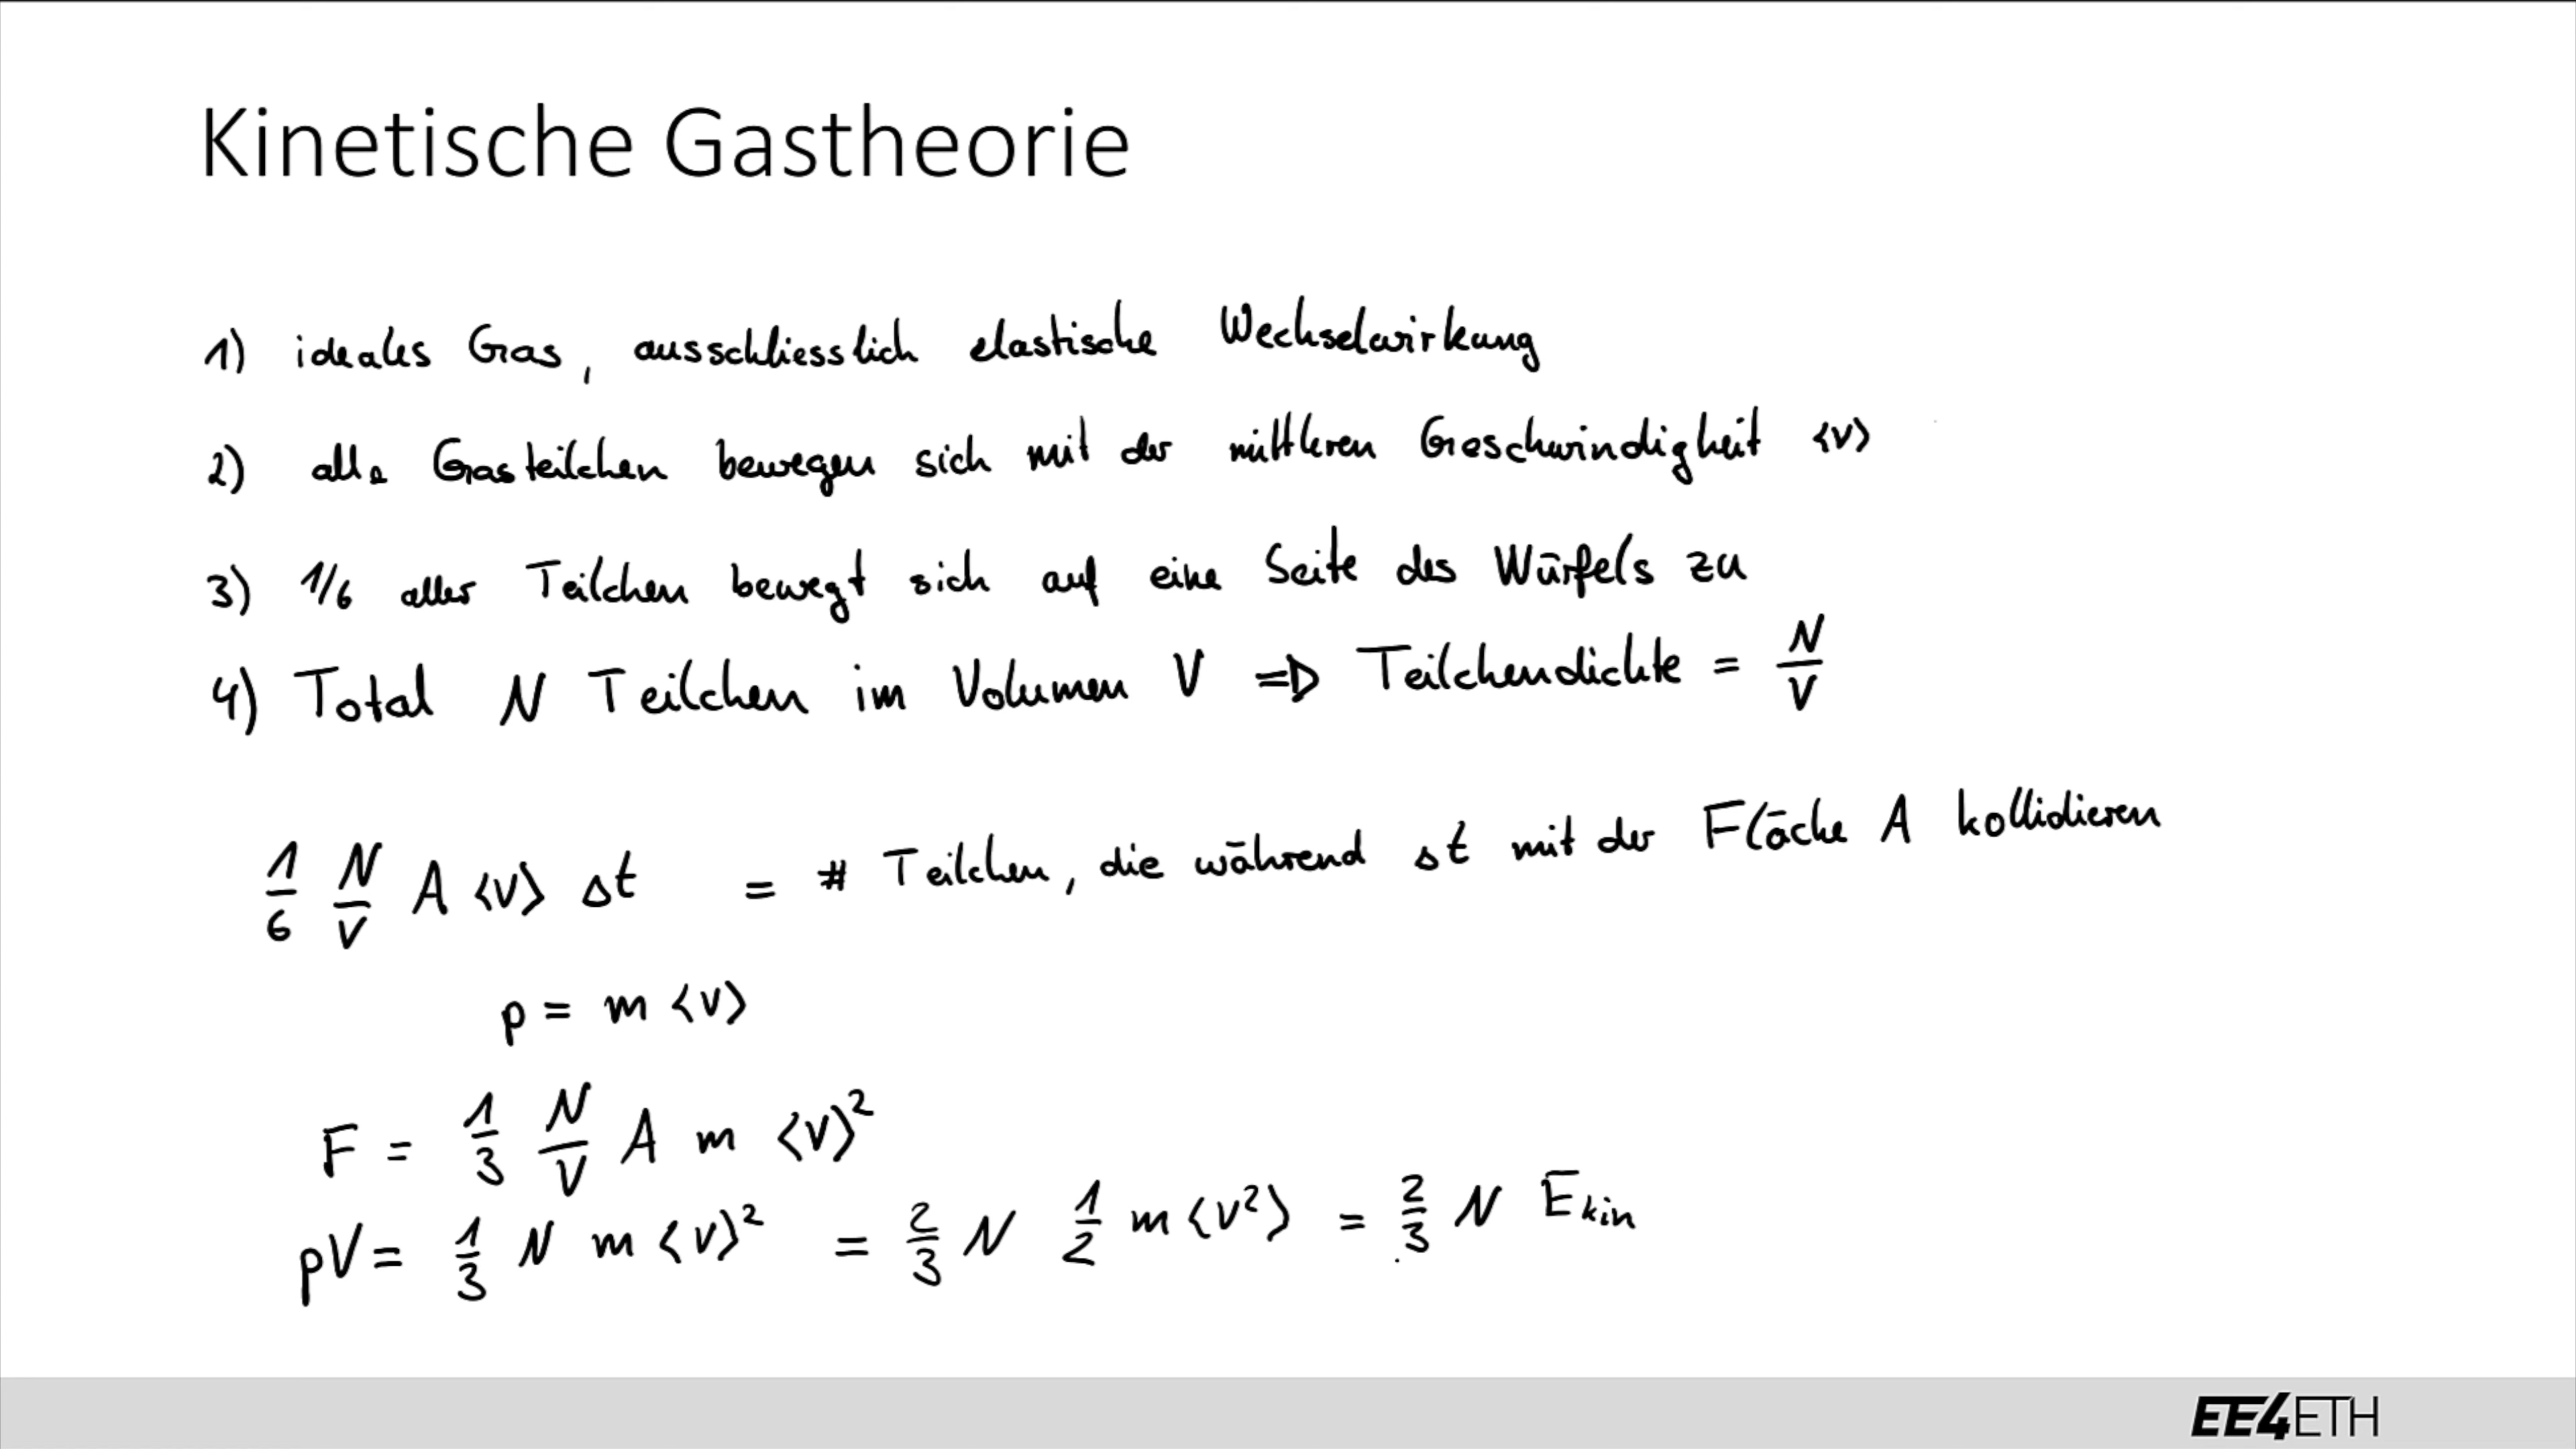 Kinetische Gastheorie
1) ideales Gas, ausschliesslich elastische Wechselwirkung
2) alle Gasteilchen bewegen sich mit der mittleren Geschwindigkeit ⟨v⟩
3) 1/6 aller Teilchen bewegt sich auf eine Seite des Würfels zu
4) Total N Teilchen im Volumen V ⇒ Teilchendichte = N/V
1/6 N/V A ⟨v⟩ Δt = # Teilchen, die während Δt mit der Fläche A kollidieren
p = m ⟨v⟩
F = 1/3 N/V A m ⟨v⟩²
pV = 1/3 N m ⟨v⟩² = 2/3 N 1/2 m ⟨v²⟩ = 2/3 N Ekin
EE4ETH